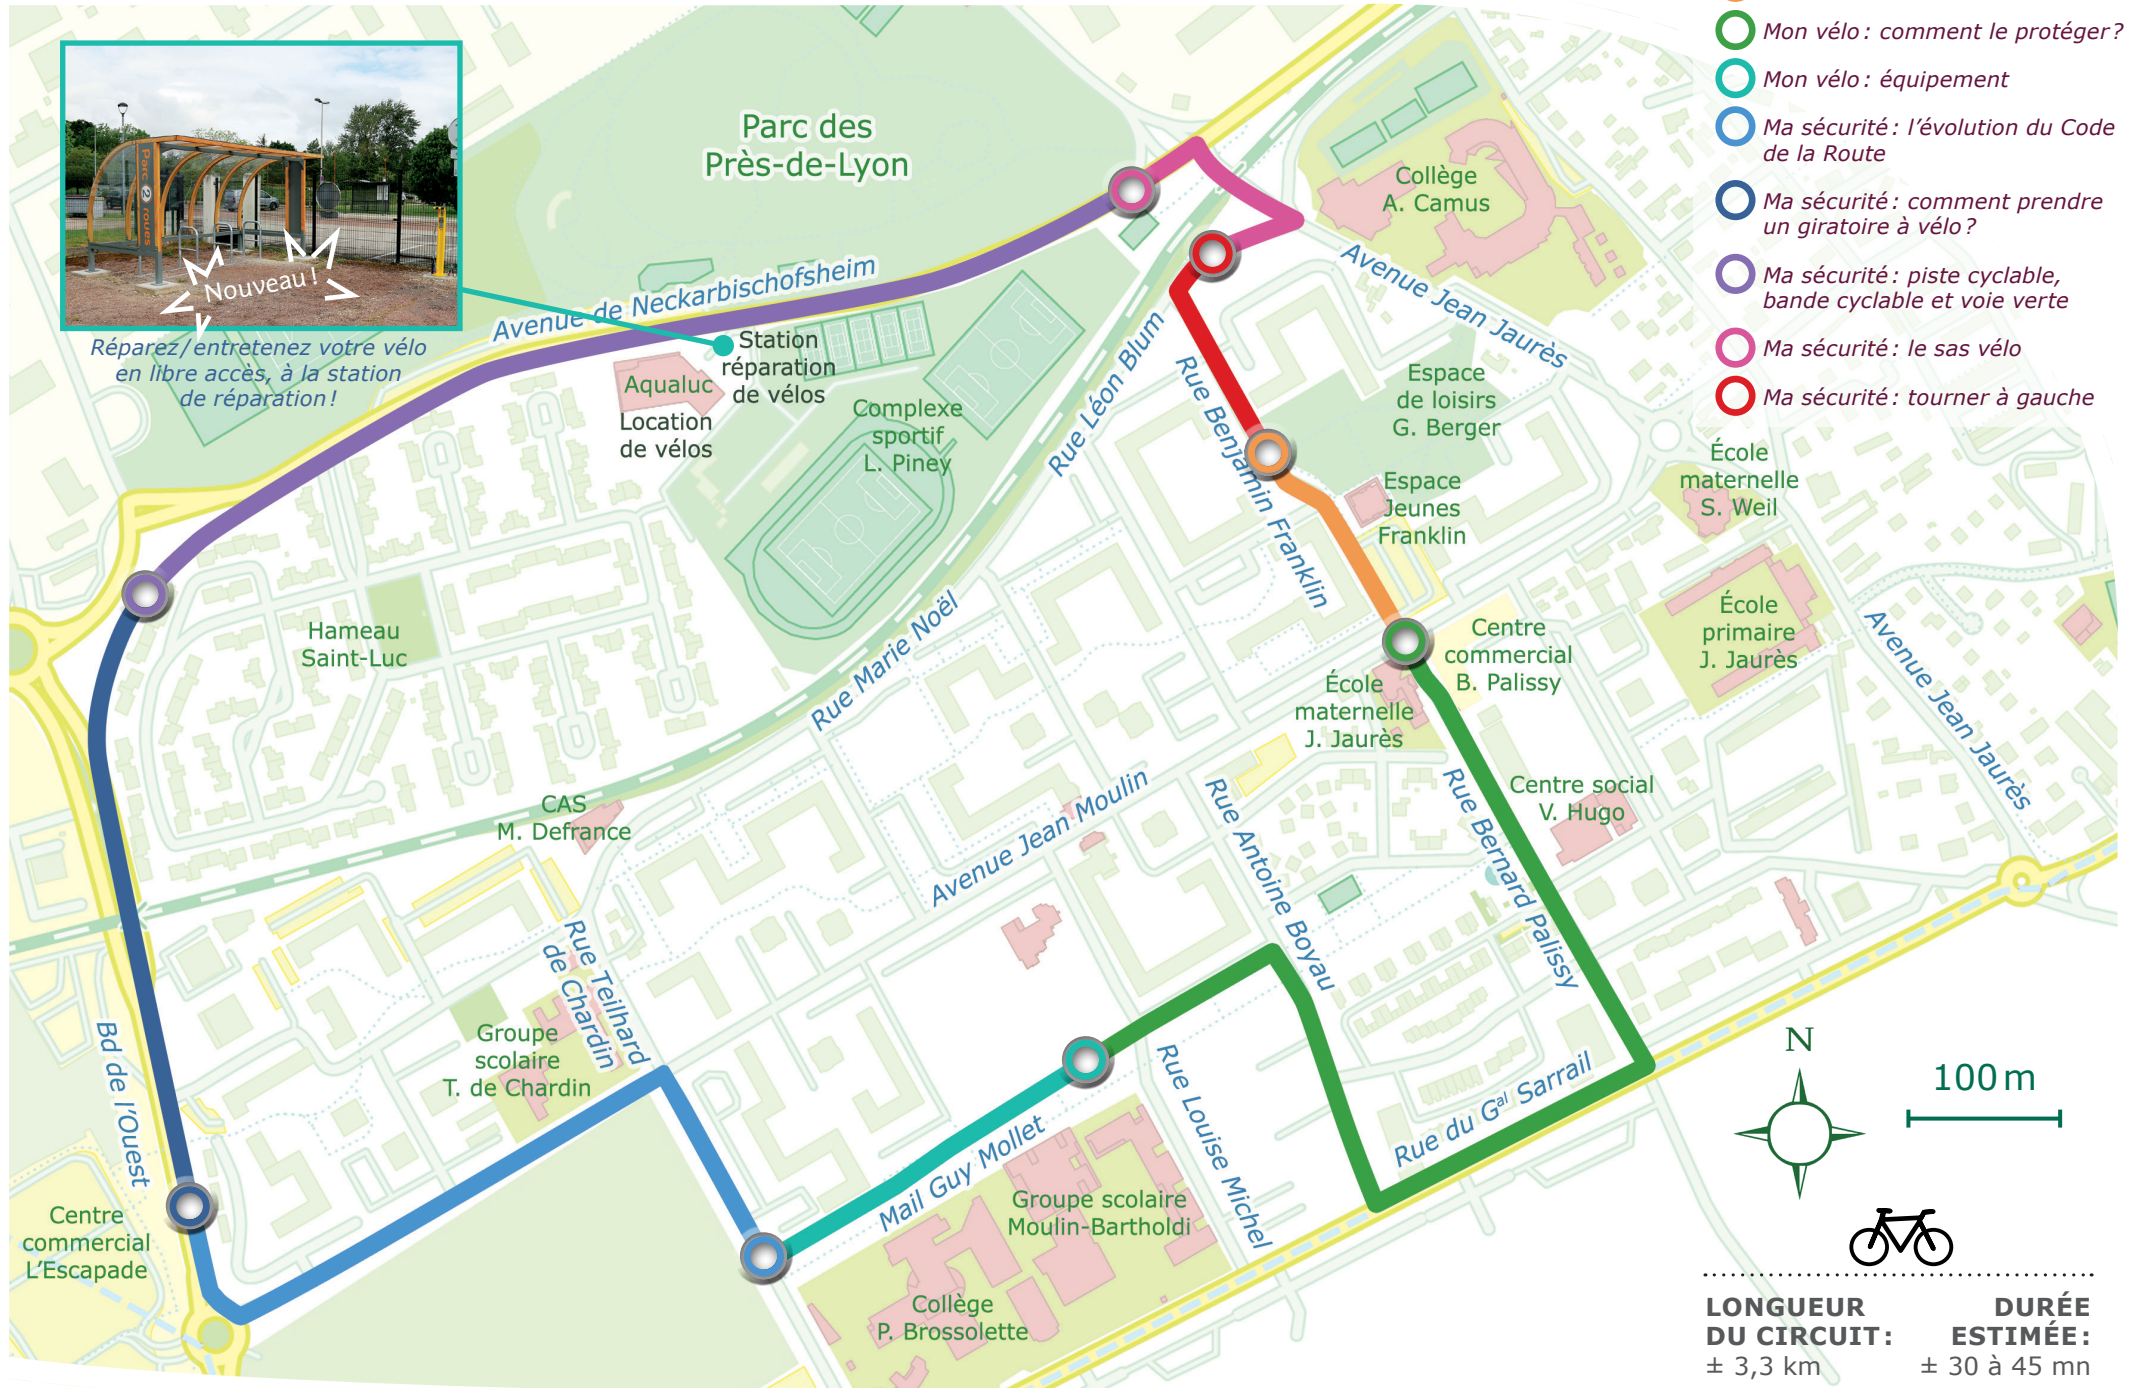 Mon vélo : comment le protéger ?
Mon vélo : équipement
Ma sécurité : l'évolution du Code
de la Route
Ma sécurité : comment prendre
un giratoire à vélo ?
Ma sécurité : piste cyclable,
bande cyclable et voie verte
Ma sécurité : le sas vélo
Ma sécurité : tourner à gauche
Parc 2 roues
Nouveau !
Réparez/entretenez votre vélo
en libre accès, à la station
de réparation !
Parc des
Près-de-Lyon
Avenue de Neckarbischofsheim
Station
réparation
de vélos
Aqualuc
Location
de vélos
Complexe
sportif
L. Piney
Collège
A. Camus
Avenue Jean Jaurès
Rue Léon Blum
Rue Benjamin Franklin
Espace
de loisirs
G. Berger
Espace
Jeunes
Franklin
École
maternelle
S. Weil
École
primaire
J. Jaurès
Avenue Jean Jaurès
Hameau
Saint-Luc
Rue Marie Noël
Centre
commercial
B. Palissy
École
maternelle
J. Jaurès
Centre social
V. Hugo
CAS
M. Defrance
Avenue Jean Moulin
Rue Antoine Boyau
Rue Bernard Palissy
Rue Teilhard
de Chardin
Groupe
scolaire
T. de Chardin
Bd de l'Ouest
Centre
commercial
L'Escapade
Mail Guy Mollet
Rue Louise Michel
Rue du Gal Sarrail
Groupe scolaire
Moulin-Bartholdi
Collège
P. Brossolette
N
100 m
LONGUEUR
DU CIRCUIT :
± 3,3 km
DURÉE
ESTIMÉE :
± 30 à 45 mn